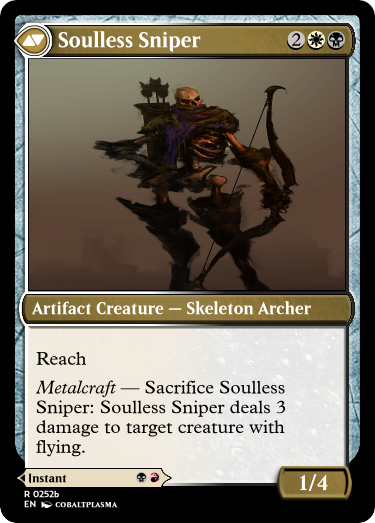 Soulless Sniper 2
Artifact Creature — Skeleton Archer
Reach
Metalcraft — Sacrifice Soulless
Sniper: Soulless Sniper deals 3
damage to target creature with
flying.
Instant
1/4
R 0252b
EN COBALTPLASMA